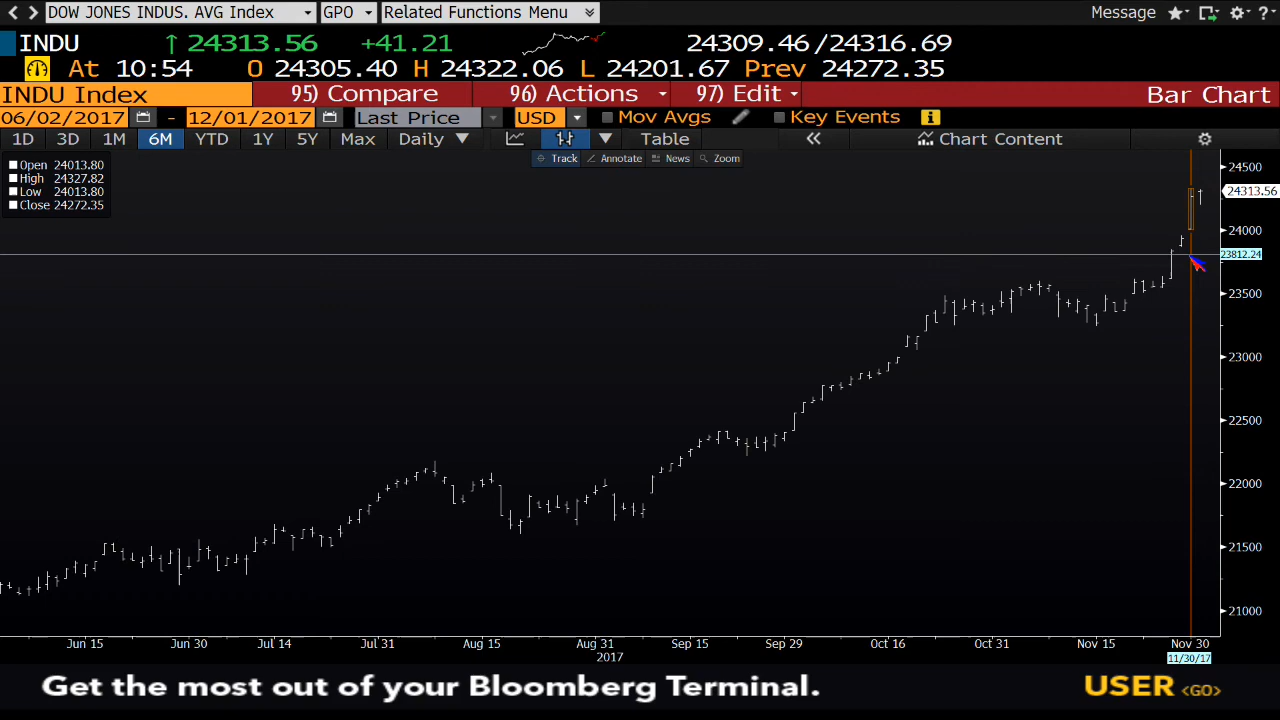 DOW JONES INDUS. AVG Index GPO Related Functions Menu Message ?
INDU ↑ 24313.56 +41.21 24309.46/24316.69
At 10:54 O 24305.40 H 24322.06 L 24201.67 Prev 24272.35
INDU Index 95) Compare 96) Actions 97) Edit Bar Chart
06/02/2017 - 12/01/2017 Last Price USD Mov Avgs Key Events i
1D 3D 1M 6M YTD 1Y 5Y Max Daily Table « Chart Content
Track Annotate News Zoom
Open 24013.80
High 24327.82
Low 24013.80
Close 24272.35
24500
24313.56
24000
23812.24
23500
23000
22500
22000
21500
21000
Jun 15 Jun 30 Jul 14 Jul 31 Aug 15 Aug 31 Sep 15 Sep 29 Oct 16 Oct 31 Nov 15 Nov 30
2017 11/30/17
Get the most out of your Bloomberg Terminal. USER <GO>